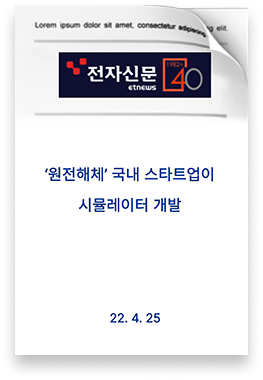 Lorem ipsum dolor sit amet, consectetur adipiscing elit.
전자신문
etnews
1982*
40
‘원전해체’ 국내 스타트업이
시뮬레이터 개발
22. 4. 25